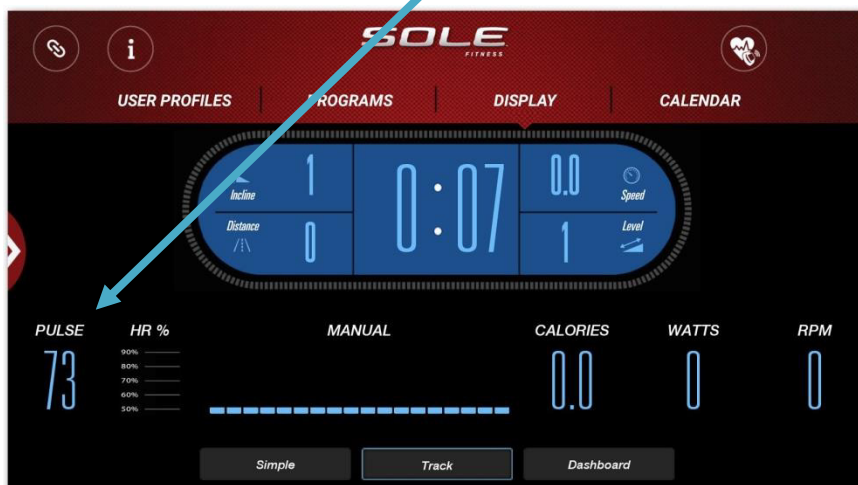 i
SOLE
FITNESS
USER PROFILES PROGRAMS DISPLAY CALENDAR
Incline 1 0:07 0.0 Speed
Distance 0 1 Level
PULSE HR % MANUAL CALORIES WATTS RPM
73 0.0 0 0
90%
80%
70%
60%
50%
Simple Track Dashboard